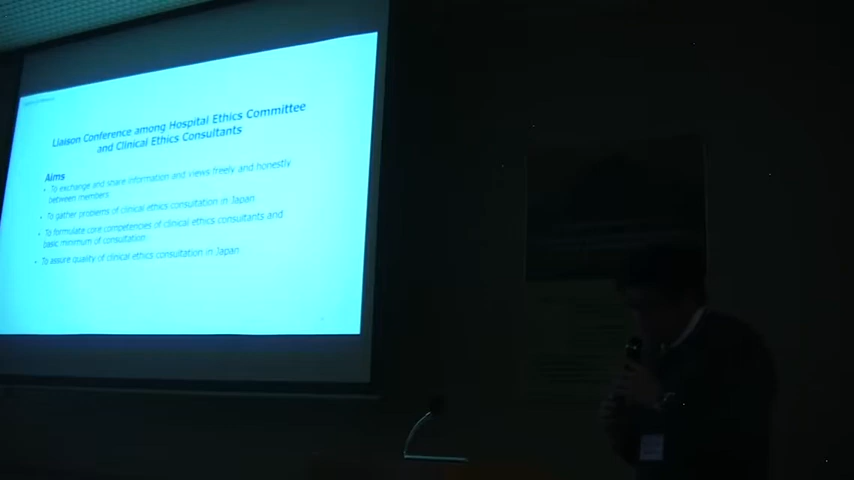 Liaison Conference among Hospital Ethics Committee
and Clinical Ethics Consultants
Aims
• To exchange and share information and views freely and honestly
between members
• To gather problems of clinical ethics consultation in Japan
• To formulate core competencies of clinical ethics consultants and
basic minimum of consultation
• To assure quality of clinical ethics consultation in Japan